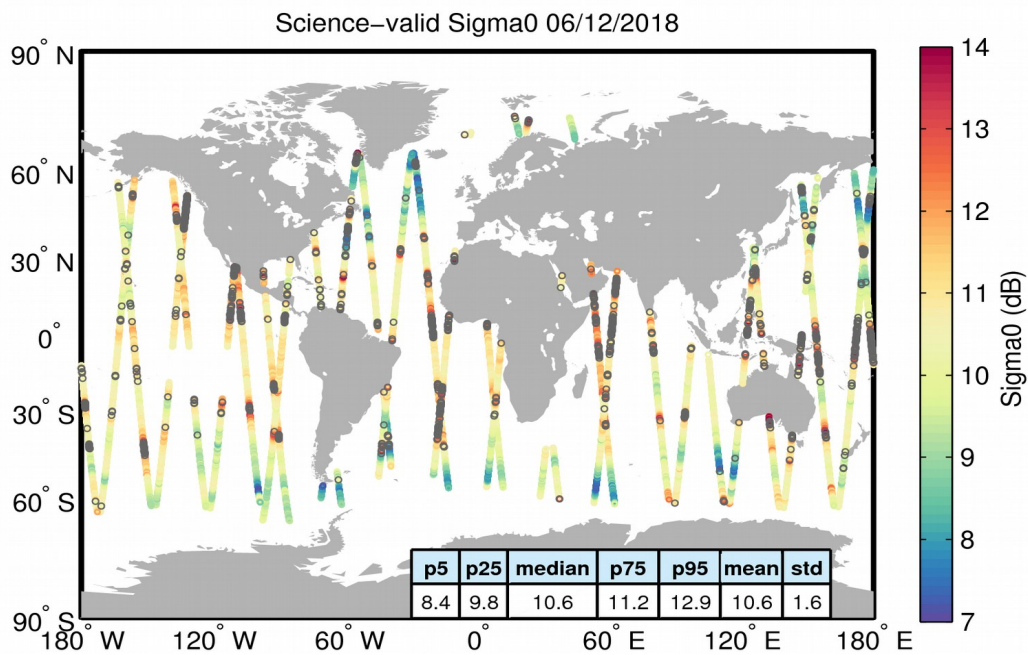 Science−valid Sigma0 06/12/2018
90° N
60° N
30° N
0°
30° S
60° S
90° S
180° W
120° W
60° W
0°
60° E
120° E
180° E
14
13
12
11
10
9
8
7
Sigma0 (dB)
p5 p25 median p75 p95 mean std
8.4 9.8 10.6 11.2 12.9 10.6 1.6